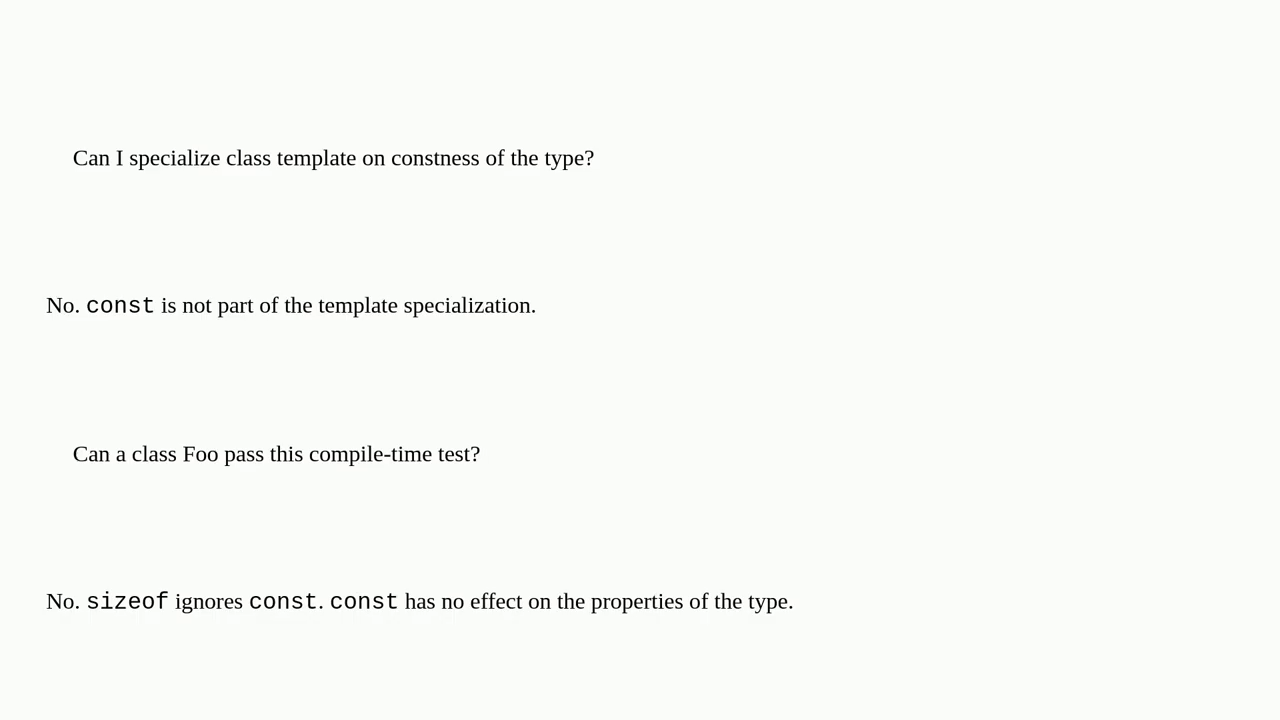 Can I specialize class template on constness of the type?
No. const is not part of the template specialization.
Can a class Foo pass this compile-time test?
No. sizeof ignores const. const has no effect on the properties of the type.